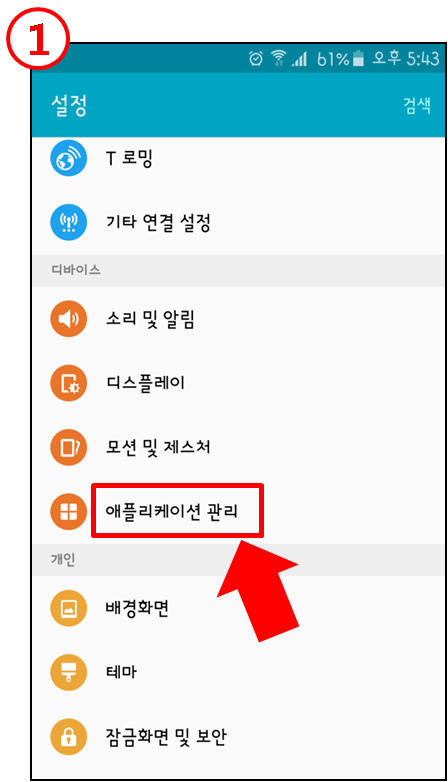 1
61% 오후 5:43
설정 검색
T 로밍
기타 연결 설정
디바이스
소리 및 알림
디스플레이
모션 및 제스처
애플리케이션 관리
개인
배경화면
테마
잠금화면 및 보안